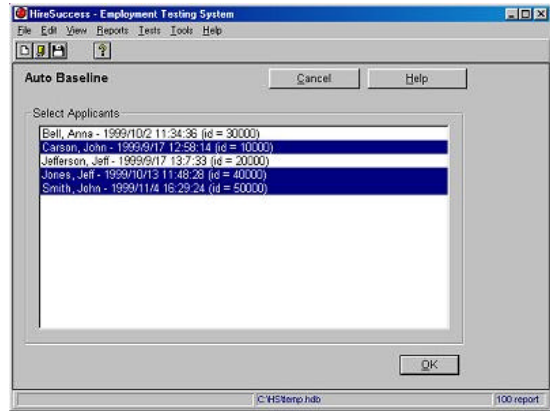 HireSuccess - Employment Testing System
File Edit View Reports Tests Tools Help
Auto Baseline
Cancel
Help
Select Applicants
Bell, Anna - 1999/10/2 11:34:36 (id = 30000)
Carson, John - 1999/9/17 12:58:14 (id = 10000)
Jefferson, Jeff - 1999/9/17 13:7:33 (id = 20000)
Jones, Jeff - 1999/10/13 11:48:28 (id = 40000)
Smith, John - 1999/11/4 16:29:24 (id = 50000)
OK
C:\HS\temp.hdb
100 report